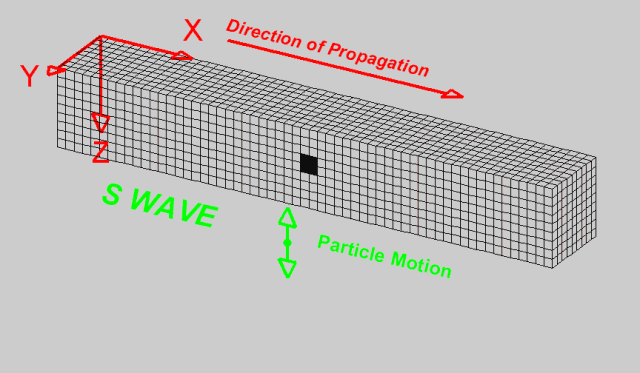 X
Direction of Propagation
Y
Z
S WAVE
Particle Motion